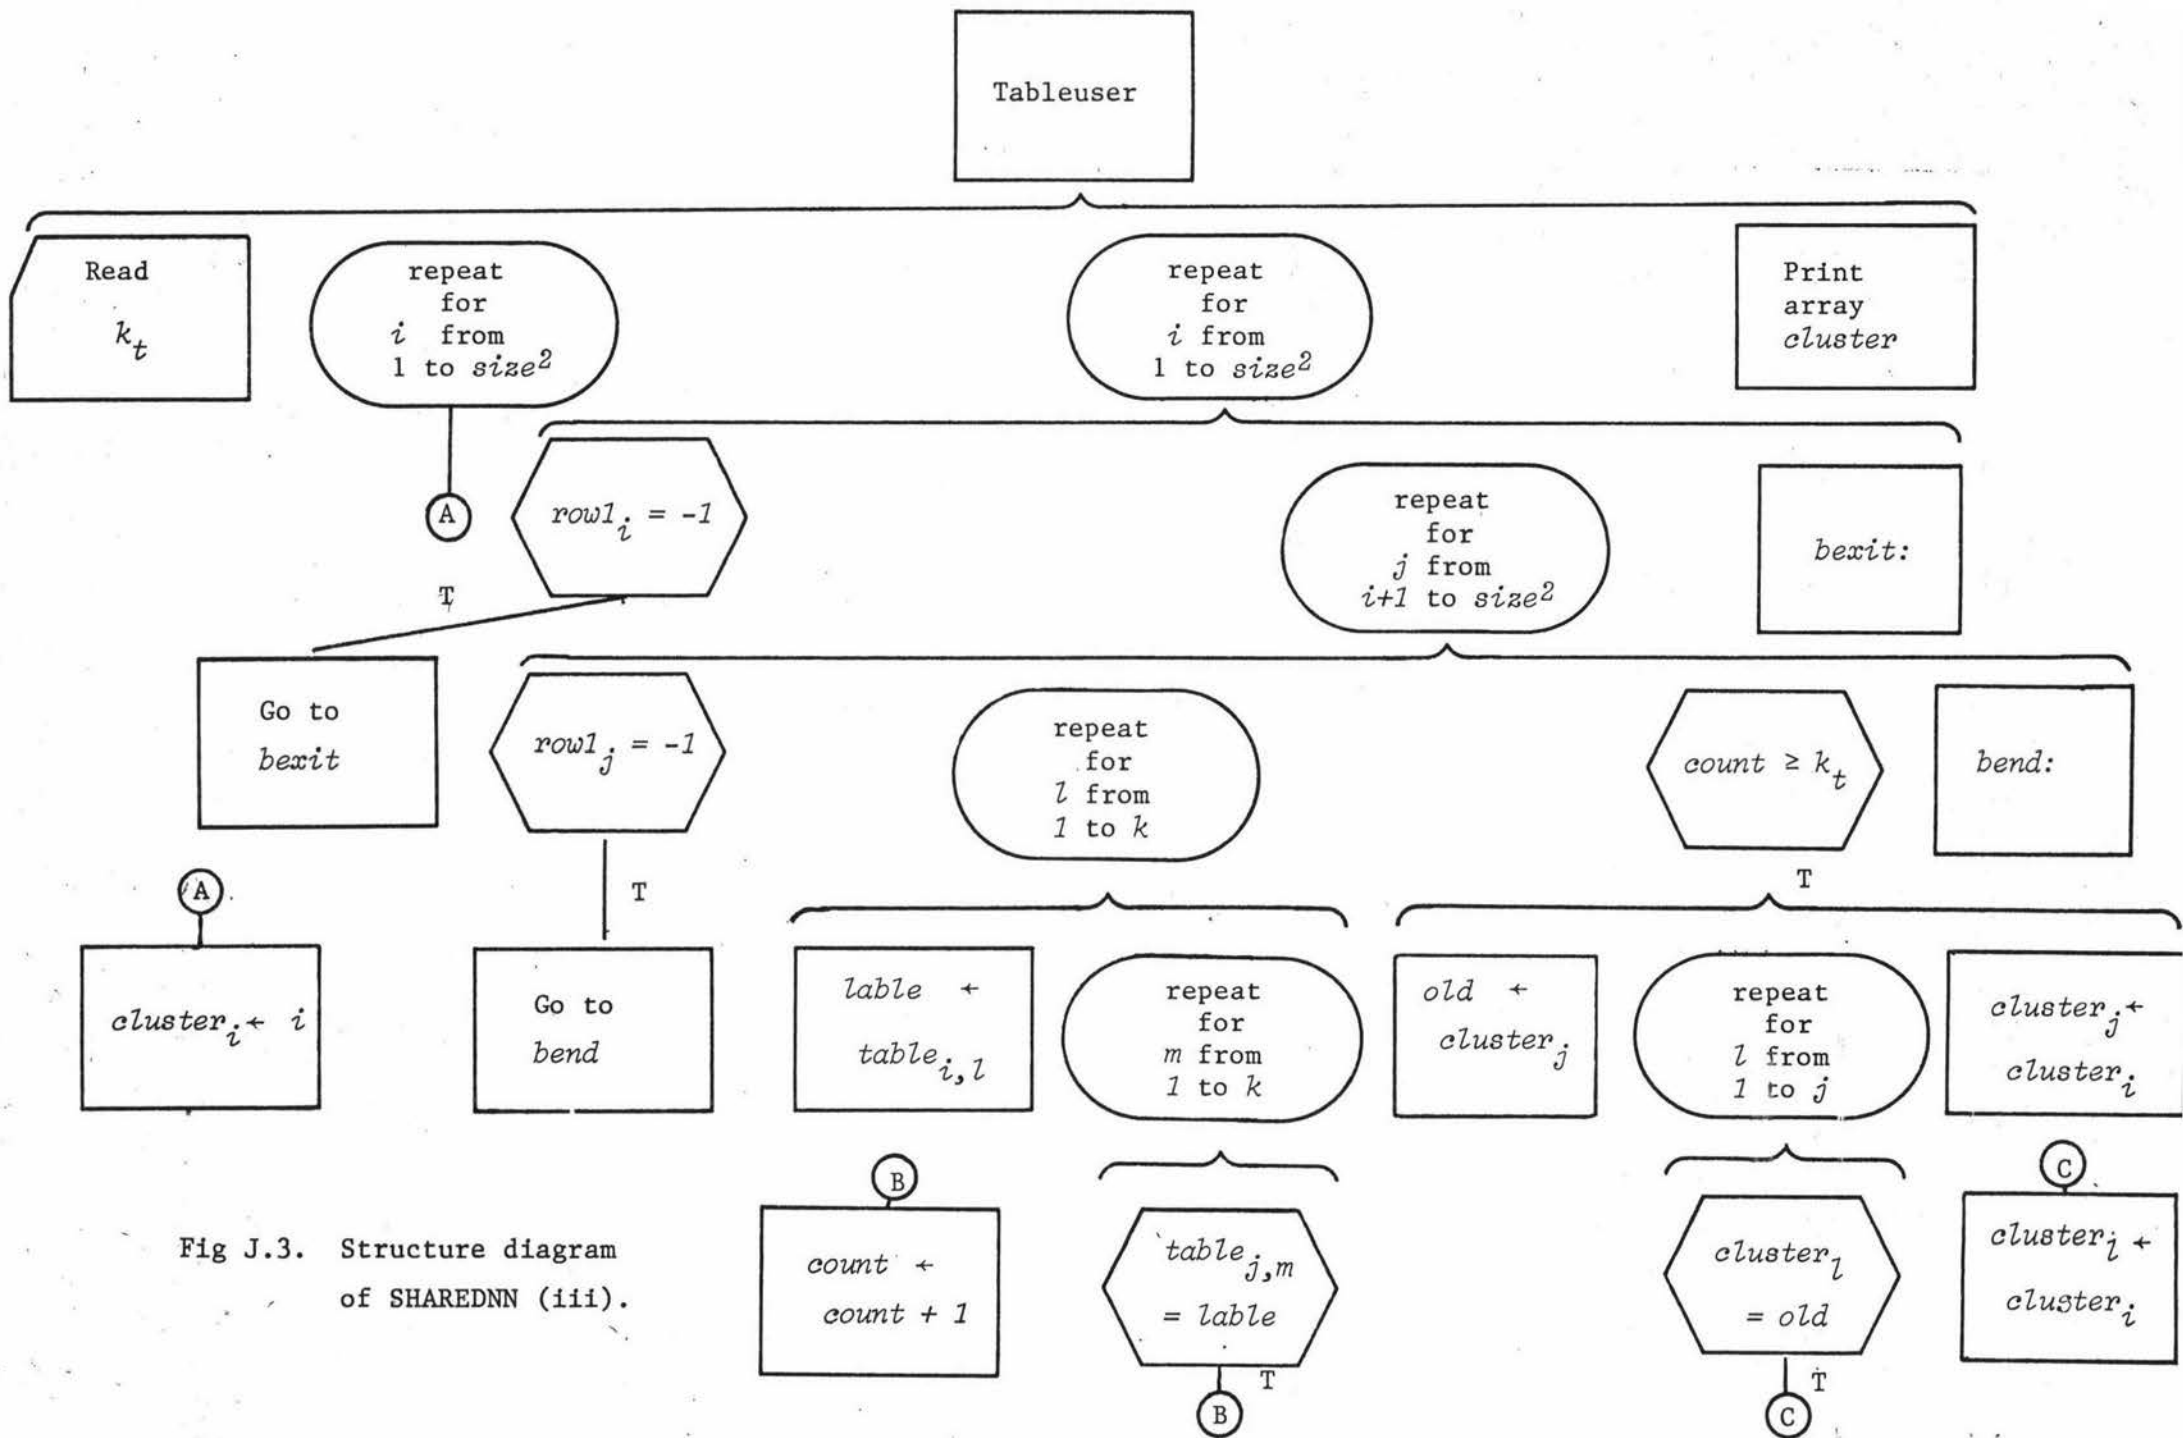 Tableuser
Read
k_t
repeat
for
i from
1 to size²
repeat
for
i from
1 to size²
Print
array
cluster
A
row1_i = -1
repeat
for
j from
i+1 to size²
bexit:
T
Go to
bexit
row1_j = -1
repeat
for
l from
1 to k
count ≥ k_t
bend:
A
T
T
cluster_i ← i
Go to
bend
lable ←
table_i,l
repeat
for
m from
1 to k
old ←
cluster_j
repeat
for
l from
1 to j
cluster_j ←
cluster_i
B
count ←
count + 1
table_j,m
= lable
T
B
cluster_l
= old
T
C
C
cluster_l ←
cluster_i
Fig J.3. Structure diagram
of SHAREDNN (iii).